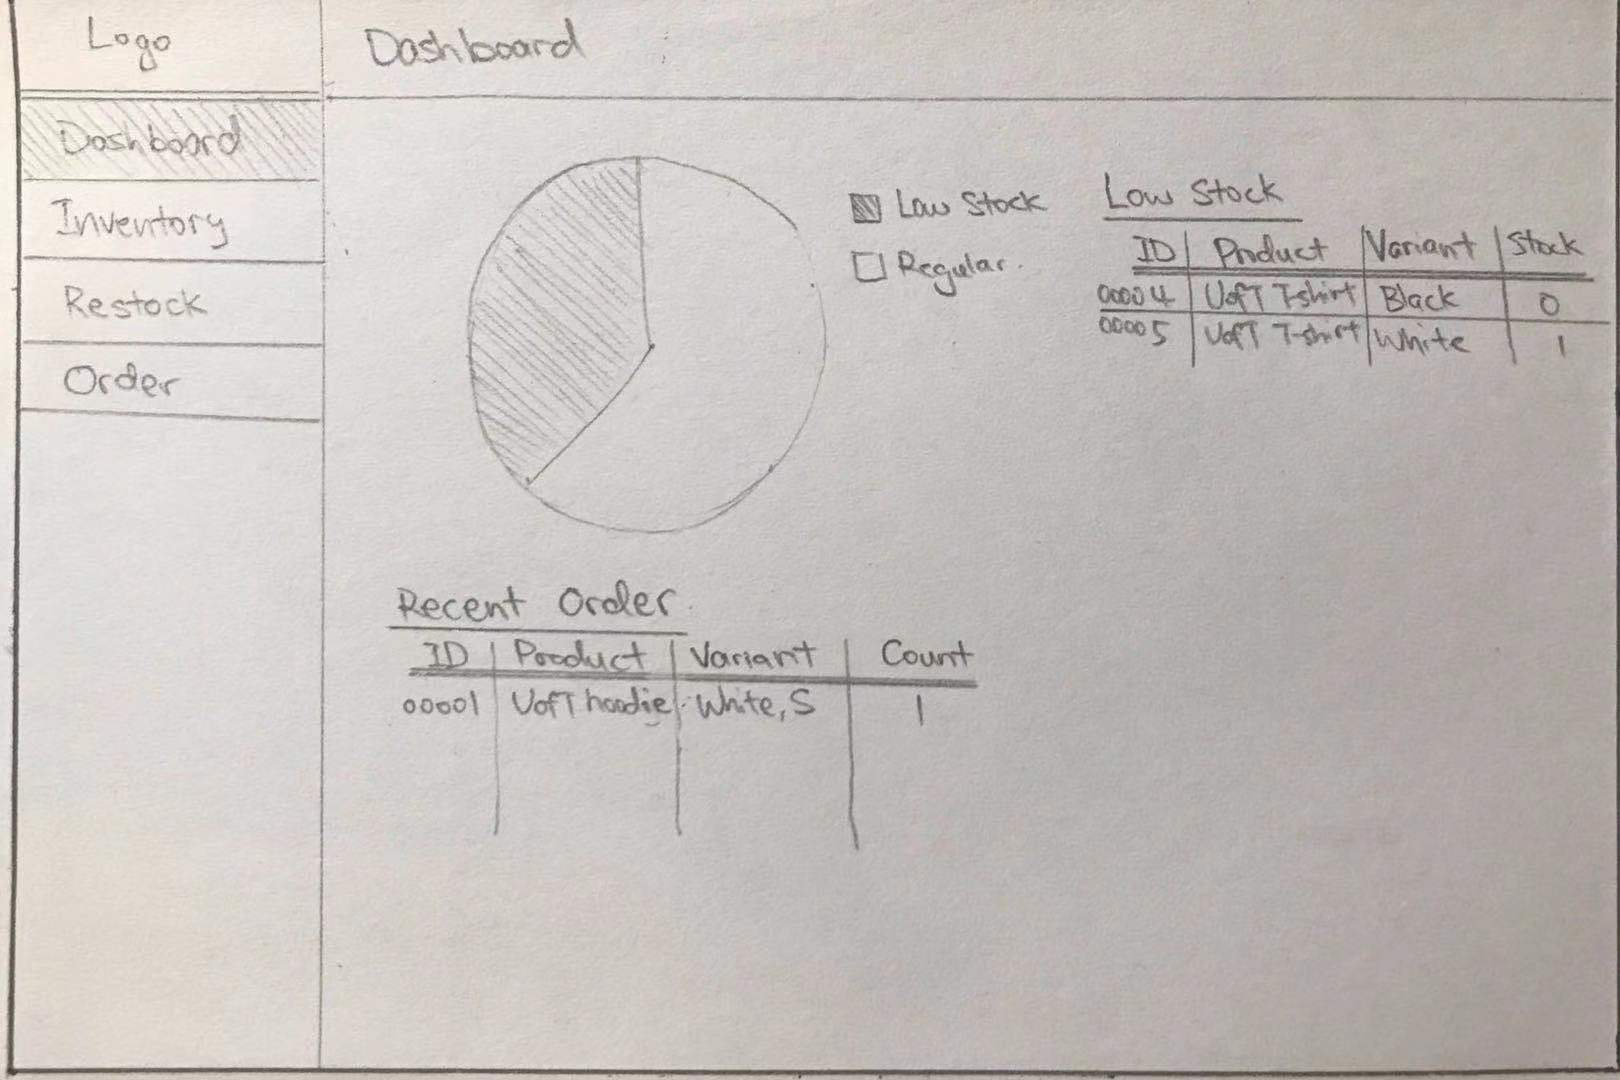 Logo
Dashboard
Dashboard
Inventory
Restock
Order
Low Stock
Regular.
Low Stock
ID Product Variant Stock
00004 UofT T-shirt Black 0
00005 UofT T-shirt White 1
Recent Order.
ID Product Variant Count
00001 UofT hoodie White, S 1